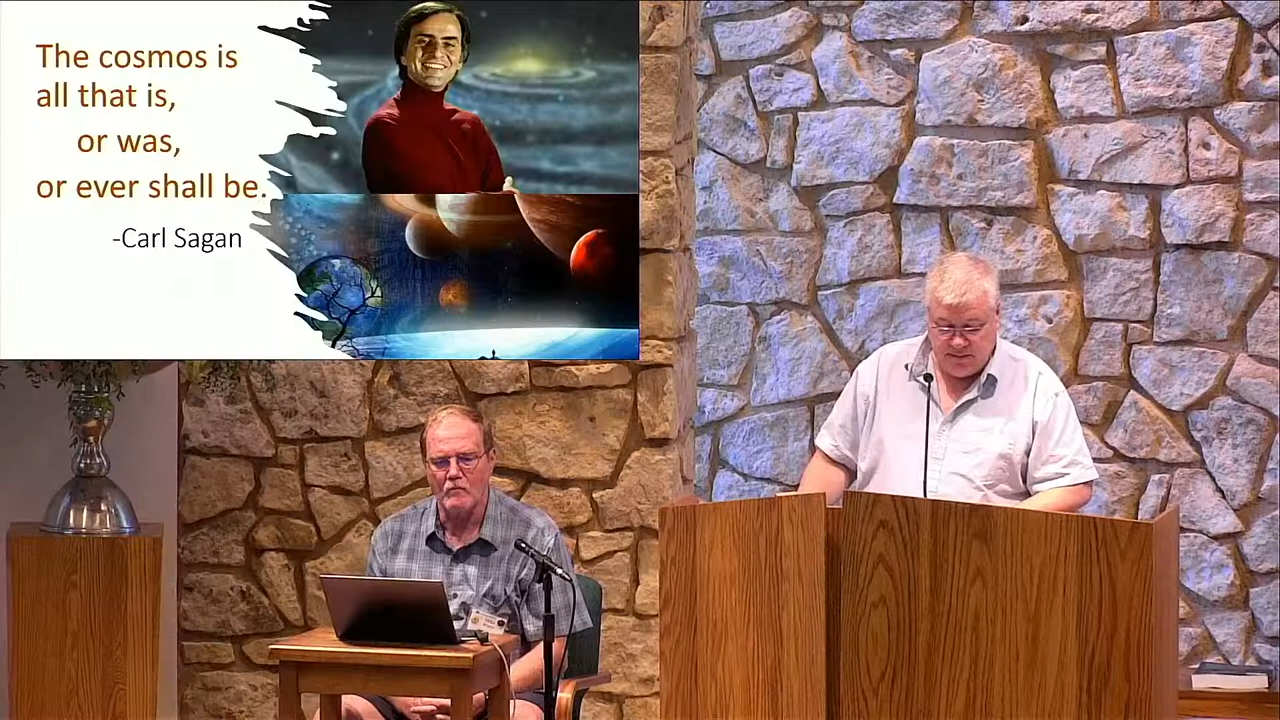 The cosmos is
all that is,
or was,
or ever shall be.
-Carl Sagan